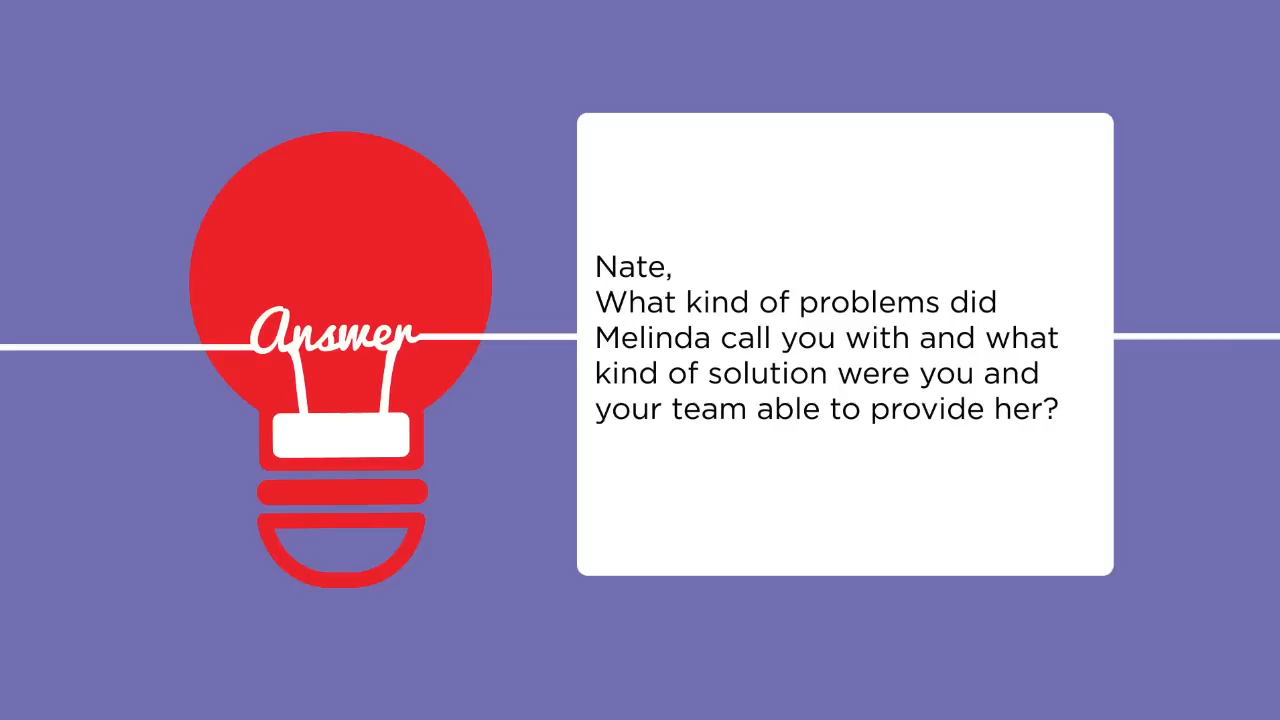 Answer
Nate,
What kind of problems did
Melinda call you with and what
kind of solution were you and
your team able to provide her?